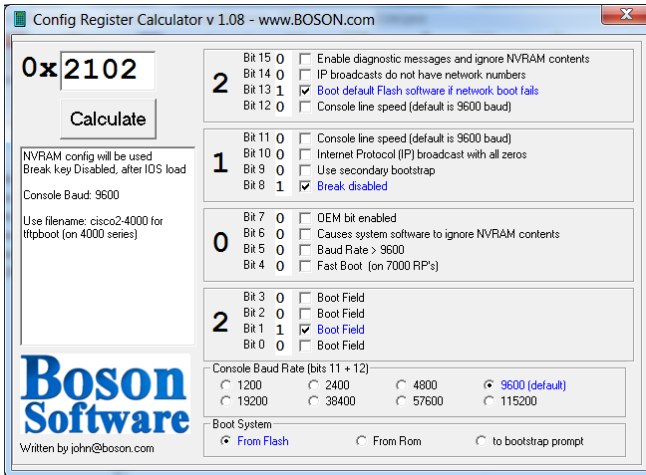 Config Register Calculator v 1.08 - www.BOSON.com
0x 2102
Calculate
NVRAM config will be used
Break key Disabled, after IOS load
Console Baud: 9600
Use filename: cisco2-4000 for
tftpboot (on 4000 series)
2
Bit 15 0 Enable diagnostic messages and ignore NVRAM contents
Bit 14 0 IP broadcasts do not have network numbers
Bit 13 1 Boot default Flash software if network boot fails
Bit 12 0 Console line speed (default is 9600 baud)
1
Bit 11 0 Console line speed (default is 9600 baud)
Bit 10 0 Internet Protocol (IP) broadcast with all zeros
Bit 9 0 Use secondary bootstrap
Bit 8 1 Break disabled
0
Bit 7 0 OEM bit enabled
Bit 6 0 Causes system software to ignore NVRAM contents
Bit 5 0 Baud Rate > 9600
Bit 4 0 Fast Boot (on 7000 RP's)
2
Bit 3 0 Boot Field
Bit 2 0 Boot Field
Bit 1 1 Boot Field
Bit 0 0 Boot Field
Console Baud Rate (bits 11 + 12)
1200 2400 4800 9600 (default)
19200 38400 57600 115200
Boot System
From Flash From Rom to bootstrap prompt
Boson
Software
Written by john@boson.com